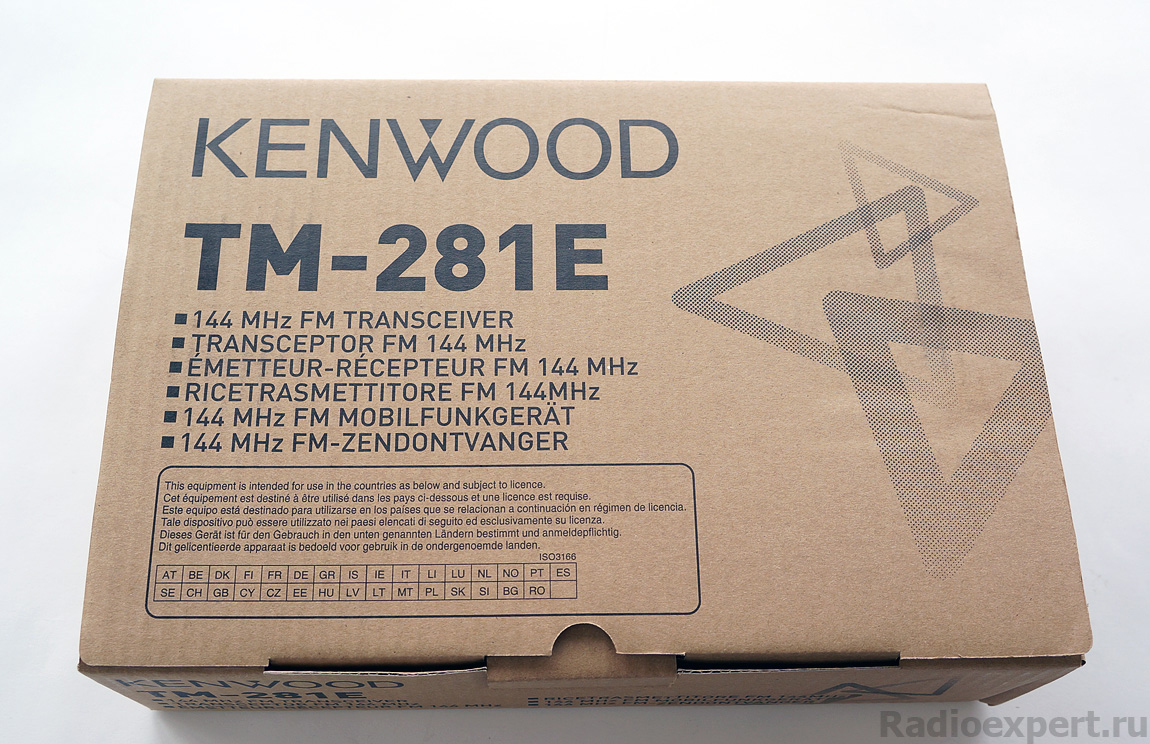 KENWOOD
TM-281E
■144 MHz FM TRANSCEIVER
■TRANSCEPTOR FM 144 MHz
■ÉMETTEUR-RÉCEPTEUR FM 144 MHz
■RICETRASMETTITORE FM 144MHz
■144 MHz FM MOBILFUNKGERÄT
■144 MHz FM-ZENDONTVANGER
This equipment is intended for use in the countries as below and subject to licence.
Cet équipement est destiné à être utilisé dans les pays ci-dessous et une licence est requise.
Este equipo está destinado para utilizarse en los países que se relacionan a continuación en régimen de licencia.
Tale dispositivo può essere utilizzato nei paesi elencati di seguito ed esclusivamente su licenza.
Dieses Gerät ist für den Gebrauch in den unten genannten Ländern bestimmt und anmeldepflichtig.
Dit gelicentieerde apparaat is bedoeld voor gebruik in de ondergenoemde landen.
ISO3166
AT BE DK FI FR DE GR IS IE IT LI LU NL NO PT ES
SE CH GB CY CZ EE HU LV LT MT PL SK SI BG RO
KENWOOD
TM-281E
■RICETRASMETTITORE FM
Radioexpert.ru